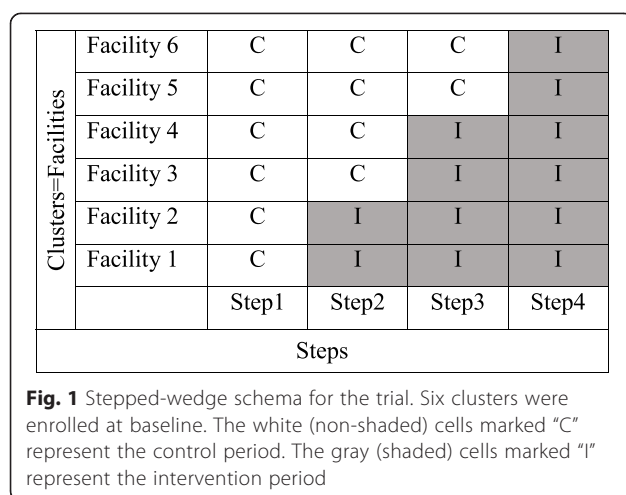 Clusters=Facilities
Facility 6 C C C I
Facility 5 C C C I
Facility 4 C C I I
Facility 3 C C I I
Facility 2 C I I I
Facility 1 C I I I
Step1 Step2 Step3 Step4
Steps
Fig. 1 Stepped-wedge schema for the trial. Six clusters were
enrolled at baseline. The white (non-shaded) cells marked “C”
represent the control period. The gray (shaded) cells marked “I”
represent the intervention period